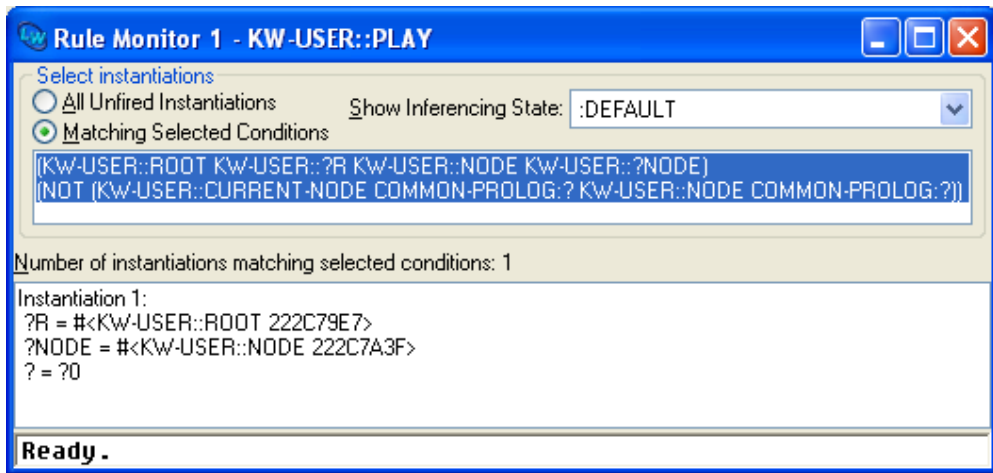 Rule Monitor 1 - KW-USER::PLAY
Select instantiations
All Unfired Instantiations
Show Inferencing State: :DEFAULT
Matching Selected Conditions
(KW-USER::ROOT KW-USER::?R KW-USER::NODE KW-USER::?NODE)
(NOT (KW-USER::CURRENT-NODE COMMON-PROLOG:? KW-USER::NODE COMMON-PROLOG:?))
Number of instantiations matching selected conditions: 1
Instantiation 1:
?R = #<KW-USER::ROOT 222C79E7>
?NODE = #<KW-USER::NODE 222C7A3F>
? = ?0
Ready.